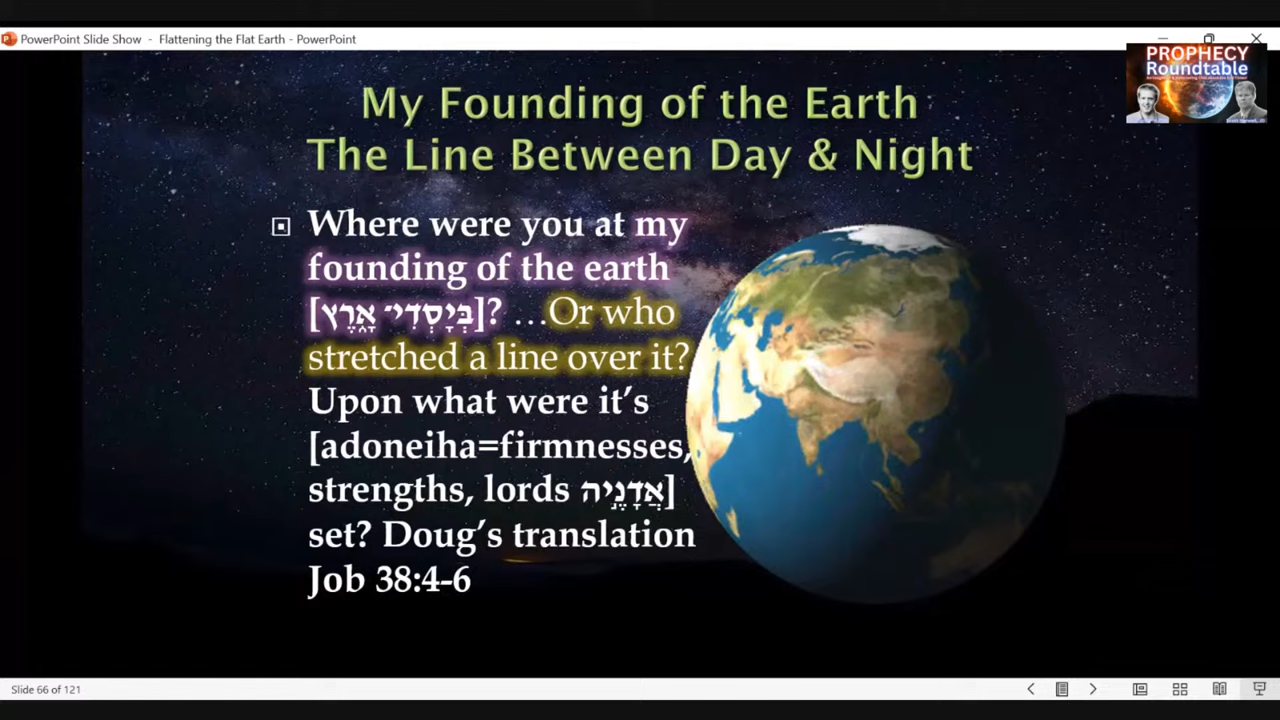 PowerPoint Slide Show - Flattening the Flat Earth - PowerPoint
PROPHECY
Roundtable
My Founding of the Earth
The Line Between Day & Night
Where were you at my
founding of the earth
[בְּיָסְדִי־ אָרֶץ]? …Or who
stretched a line over it?
Upon what were it’s
[adoneiha=firmnesses,
strengths, lords אֲדָנֶיהָ]
set? Doug’s translation
Job 38:4-6
Slide 66 of 121